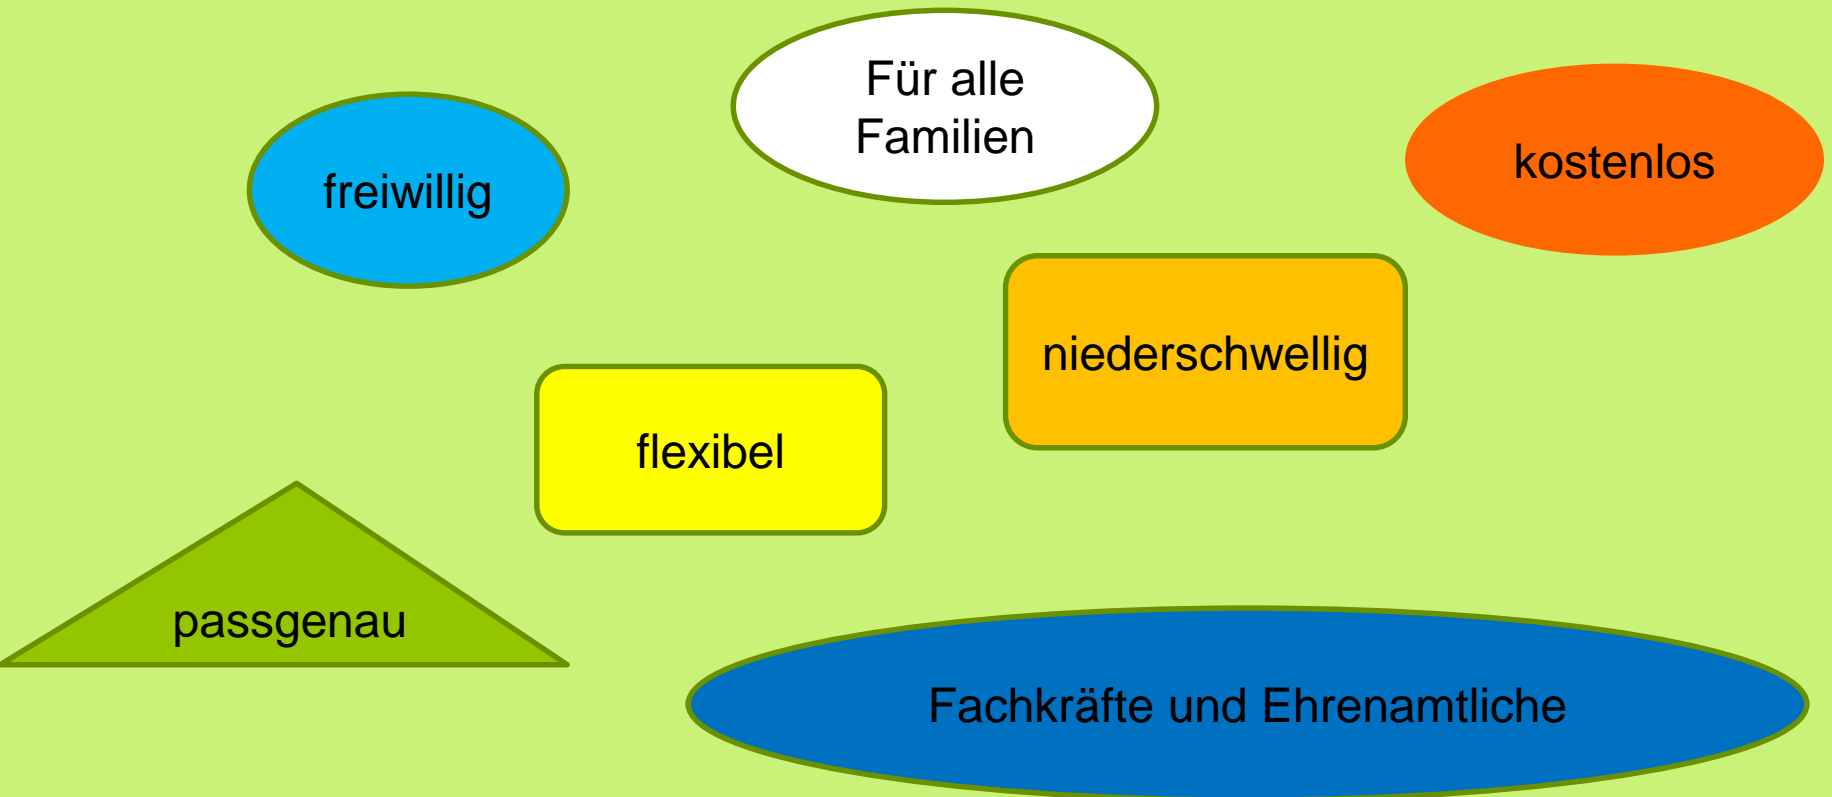 Für alle
Familien
kostenlos
freiwillig
niederschwellig
flexibel
passgenau
Fachkräfte und Ehrenamtliche